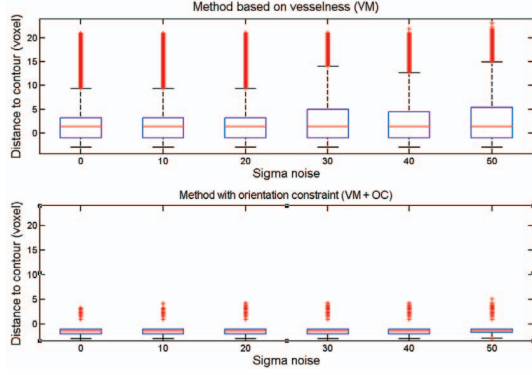 Method based on vesselness (VM)
Distance to contour (voxel)
20
15
10
5
0
0 10 20 30 40 50
Sigma noise
Method with orientation constraint (VM + OC)
Distance to contour (voxel)
20
15
10
5
0
0 10 20 30 40 50
Sigma noise